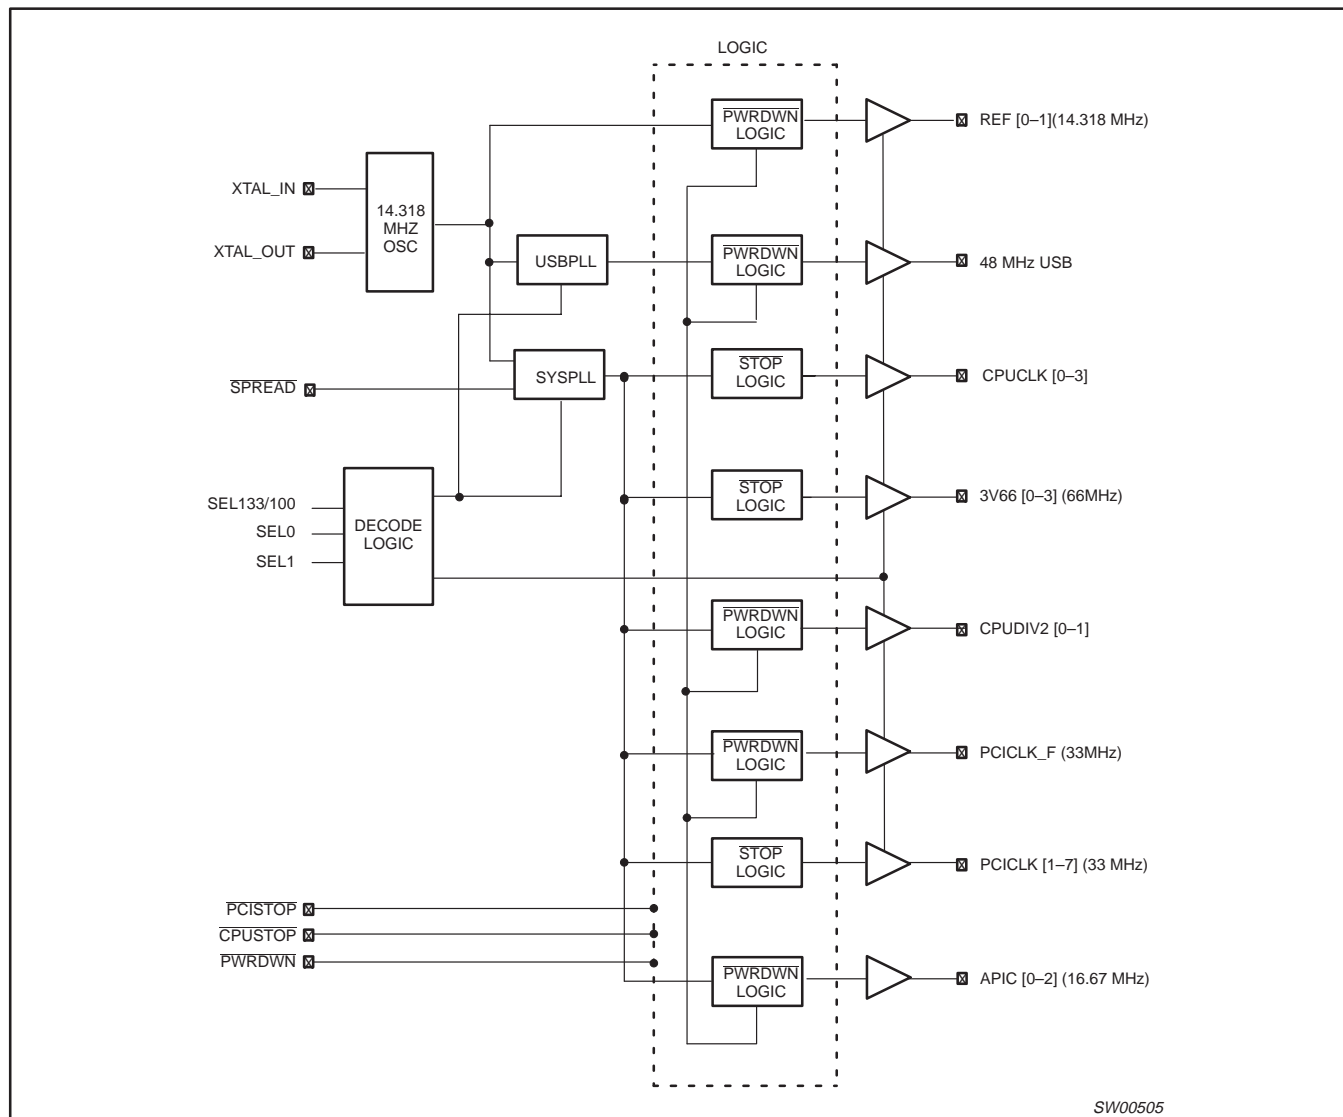 LOGIC
PWRDWN
LOGIC
REF [0–1](14.318 MHz)
XTAL_IN
14.318
MHZ
OSC
XTAL_OUT
USBPLL
PWRDWN
LOGIC
48 MHz USB
SPREAD
SYSPLL
STOP
LOGIC
CPUCLK [0–3]
SEL133/100
SEL0
SEL1
DECODE
LOGIC
STOP
LOGIC
3V66 [0–3] (66MHz)
PWRDWN
LOGIC
CPUDIV2 [0–1]
PWRDWN
LOGIC
PCICLK_F (33MHz)
STOP
LOGIC
PCICLK [1–7] (33 MHz)
PCISTOP
CPUSTOP
PWRDWN
PWRDWN
LOGIC
APIC [0–2] (16.67 MHz)
SW00505